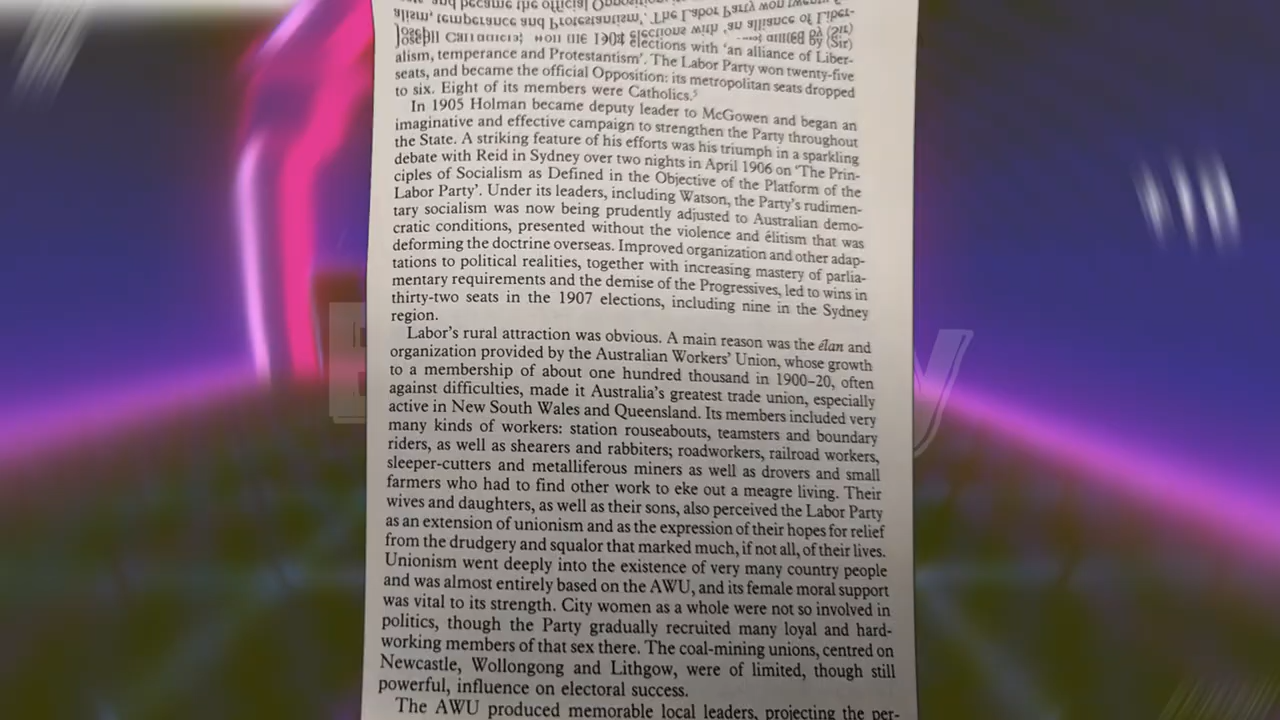 alism, temperance and Protestantism'. The Labor Party won twenty-five
seats, and became the official Opposition: its metropolitan seats dropped
to six. Eight of its members were Catholics.⁵
In 1905 Holman became deputy leader to McGowen and began an
imaginative and effective campaign to strengthen the Party throughout
the State. A striking feature of his efforts was his triumph in a sparkling
debate with Reid in Sydney over two nights in April 1906 on 'The Prin-
ciples of Socialism as Defined in the Objective of the Platform of the
Labor Party'. Under its leaders, including Watson, the Party's rudimen-
tary socialism was now being prudently adjusted to Australian demo-
cratic conditions, presented without the violence and élitism that was
deforming the doctrine overseas. Improved organization and other adap-
tations to political realities, together with increasing mastery of parlia-
mentary requirements and the demise of the Progressives, led to wins in
thirty-two seats in the 1907 elections, including nine in the Sydney
region.
Labor's rural attraction was obvious. A main reason was the élan and
organization provided by the Australian Workers' Union, whose growth
to a membership of about one hundred thousand in 1900–20, often
against difficulties, made it Australia's greatest trade union, especially
active in New South Wales and Queensland. Its members included very
many kinds of workers: station rouseabouts, teamsters and boundary
riders, as well as shearers and rabbiters; roadworkers, railroad workers,
sleeper-cutters and metalliferous miners as well as drovers and small
farmers who had to find other work to eke out a meagre living. Their
wives and daughters, as well as their sons, also perceived the Labor Party
as an extension of unionism and as the expression of their hopes for relief
from the drudgery and squalor that marked much, if not all, of their lives.
Unionism went deeply into the existence of very many country people
and was almost entirely based on the AWU, and its female moral support
was vital to its strength. City women as a whole were not so involved in
politics, though the Party gradually recruited many loyal and hard-
working members of that sex there. The coal-mining unions, centred on
Newcastle, Wollongong and Lithgow, were of limited, though still
powerful, influence on electoral success.
The AWU produced memorable local leaders, projecting the per-